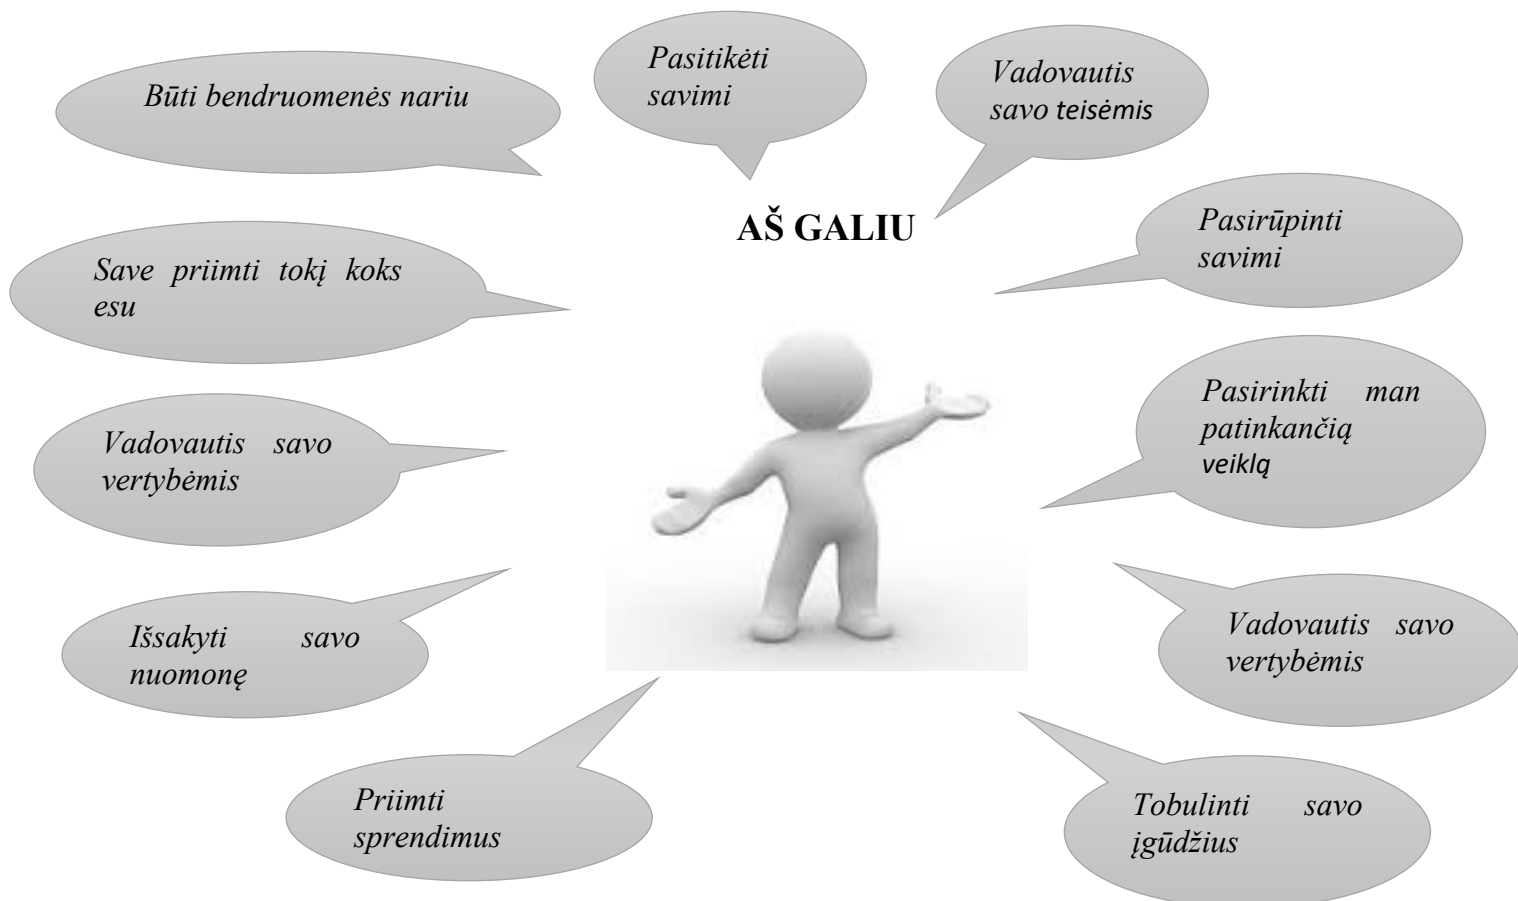 Būti bendruomenės nariu
Pasitikėti
savimi
Vadovautis
savo teisėmis
AŠ GALIU
Pasirūpinti
savimi
Save priimti tokį koks
esu
Pasirinkti man
patinkančią
veiklą
Vadovautis savo
vertybėmis
Išsakyti savo
nuomonę
Vadovautis savo
vertybėmis
Priimti
sprendimus
Tobulinti savo
įgūdžius